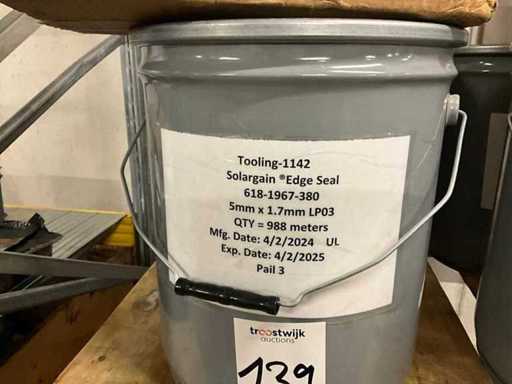 Tooling-1142
Solargain ®Edge Seal
618-1967-380
5mm x 1.7mm LP03
QTY = 988 meters
Mfg. Date: 4/2/2024 UL
Exp. Date: 4/2/2025
Pail 3
troostwijk
auctions
139